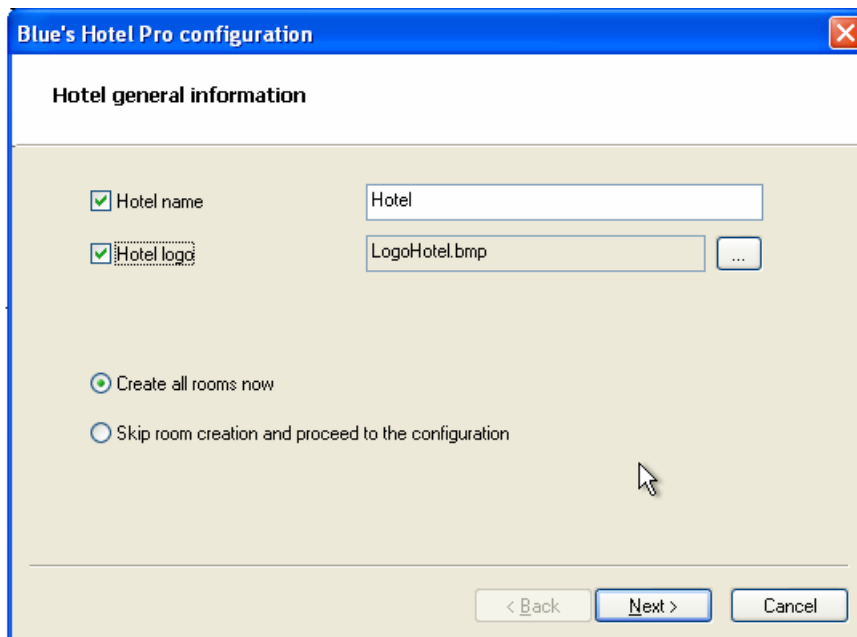 Blue's Hotel Pro configuration
Hotel general information
Hotel name Hotel
Hotel logo LogoHotel.bmp ...
Create all rooms now
Skip room creation and proceed to the configuration
< Back Next > Cancel